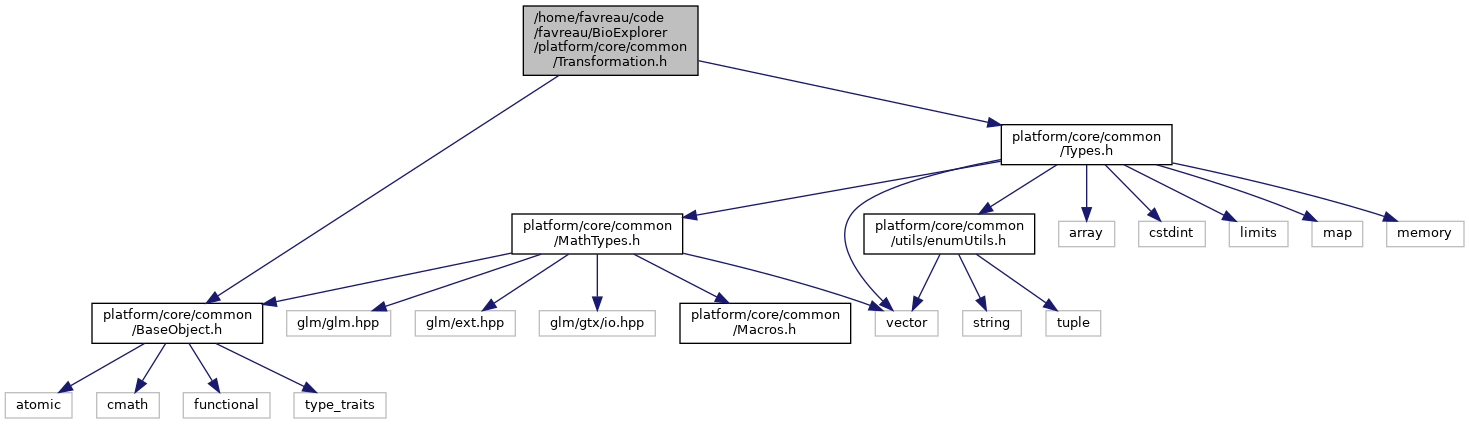 /home/favreau/code
/favreau/BioExplorer
/platform/core/common
/Transformation.h
platform/core/common
/Types.h
platform/core/common
/MathTypes.h
platform/core/common
/utils/enumUtils.h
array
cstdint
limits
map
memory
platform/core/common
/BaseObject.h
glm/glm.hpp
glm/ext.hpp
glm/gtx/io.hpp
platform/core/common
/Macros.h
vector
string
tuple
atomic
cmath
functional
type_traits